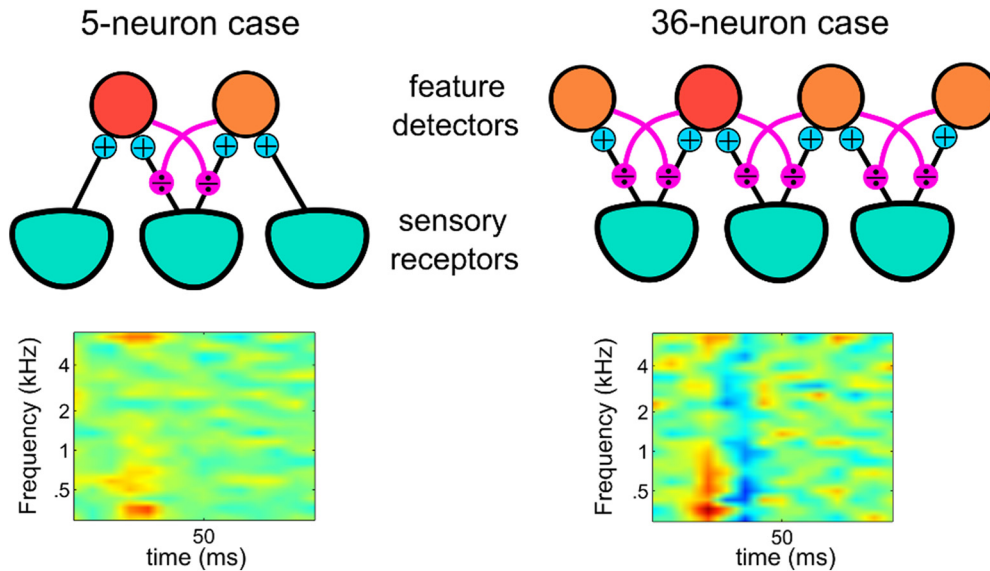 5-neuron case
36-neuron case
feature
detectors
+ + + +
+ + + + + +
÷ ÷
÷ ÷ ÷ ÷ ÷ ÷
sensory
receptors
Frequency (kHz)
4
2
1
.5
50
time (ms)
Frequency (kHz)
4
2
1
.5
50
time (ms)